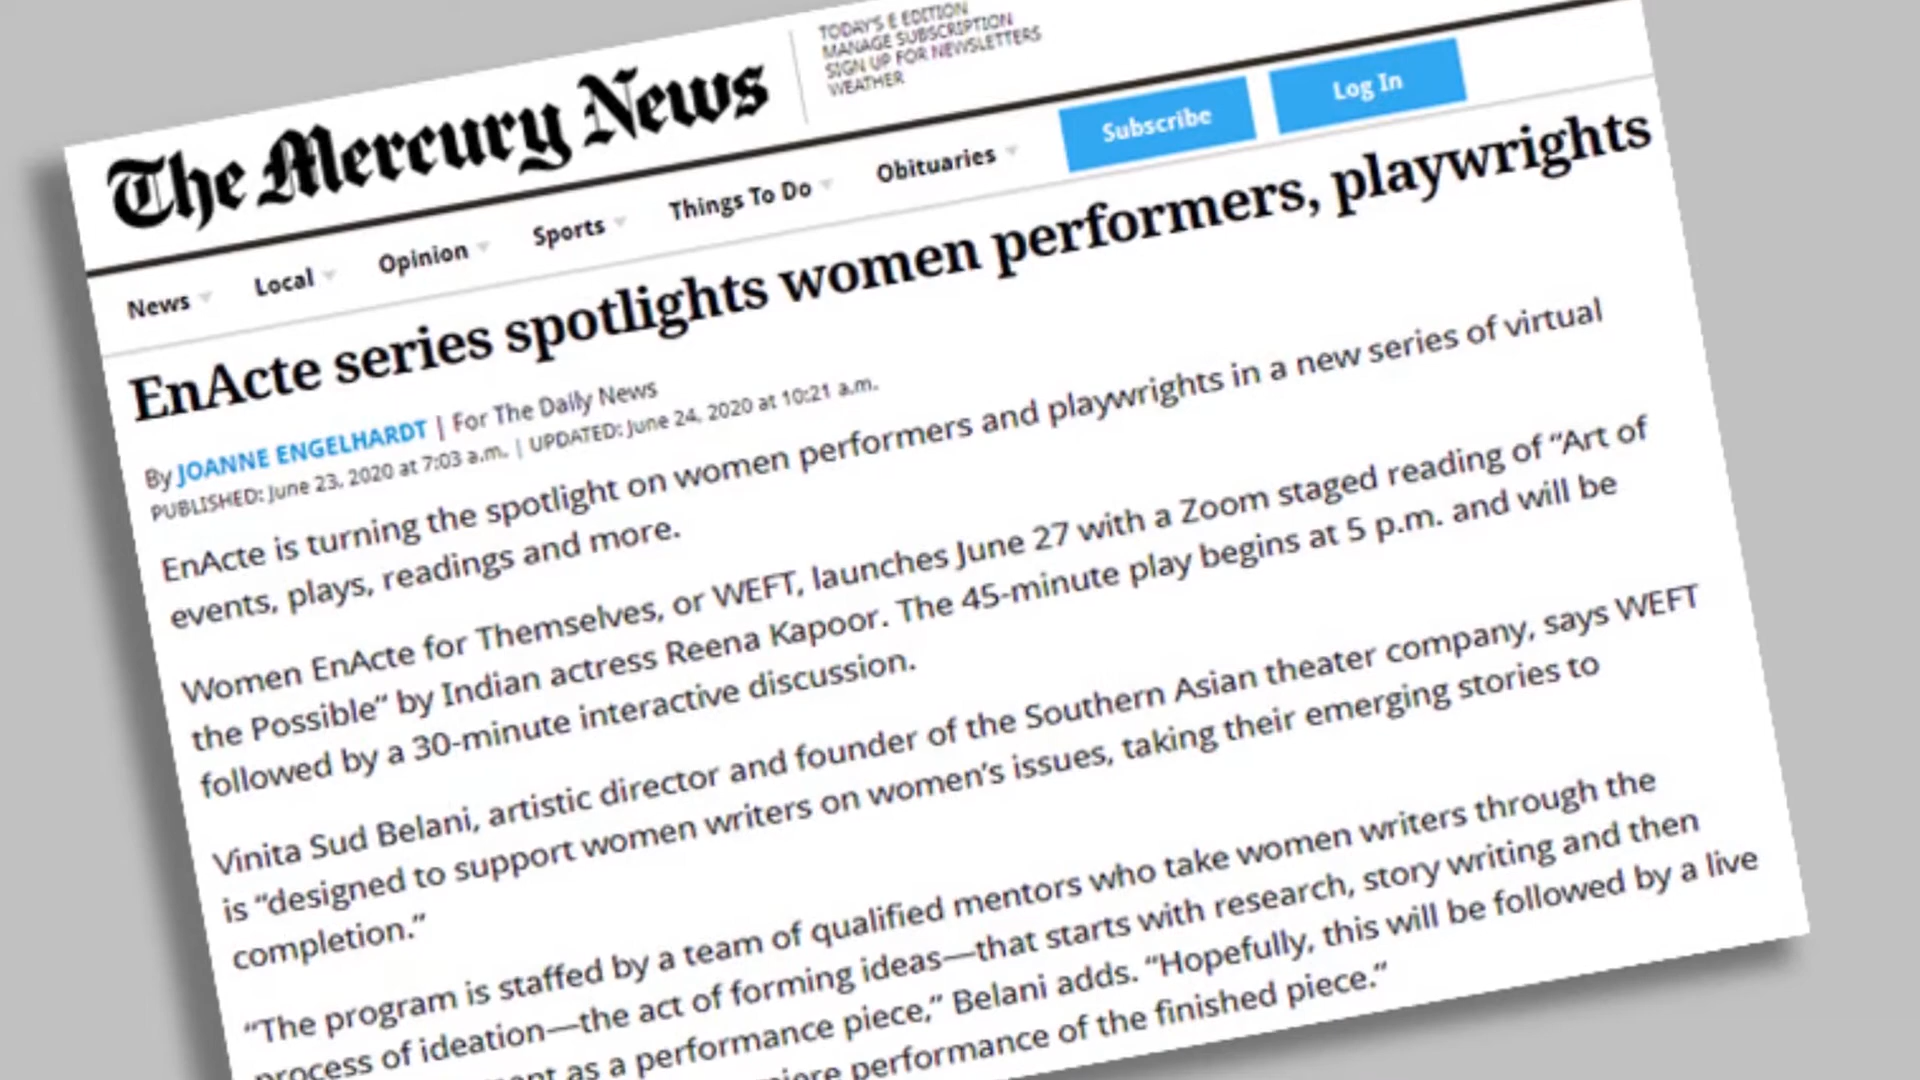 The Mercury News
TODAY'S E EDITION
MANAGE SUBSCRIPTION
SIGN UP FOR NEWSLETTERS
WEATHER
News Local Opinion Sports Things To Do Obituaries Subscribe Log In
EnActe series spotlights women performers, playwrights
By JOANNE ENGELHARDT | For The Daily News
PUBLISHED: June 23, 2020 at 7:03 a.m. | UPDATED: June 24, 2020 at 10:21 a.m.
EnActe is turning the spotlight on women performers and playwrights in a new series of virtual
events, plays, readings and more.
Women EnActe for Themselves, or WEFT, launches June 27 with a Zoom staged reading of “Art of
the Possible” by Indian actress Reena Kapoor. The 45-minute play begins at 5 p.m. and will be
followed by a 30-minute interactive discussion.
Vinita Sud Belani, artistic director and founder of the Southern Asian theater company, says WEFT
is “designed to support women writers on women’s issues, taking their emerging stories to
completion.”
“The program is staffed by a team of qualified mentors who take women writers through the
process of ideation—the act of forming ideas—that starts with research, story writing and then
as a performance piece,” Belani adds. “Hopefully, this will be followed by a live
performance of the finished piece.”